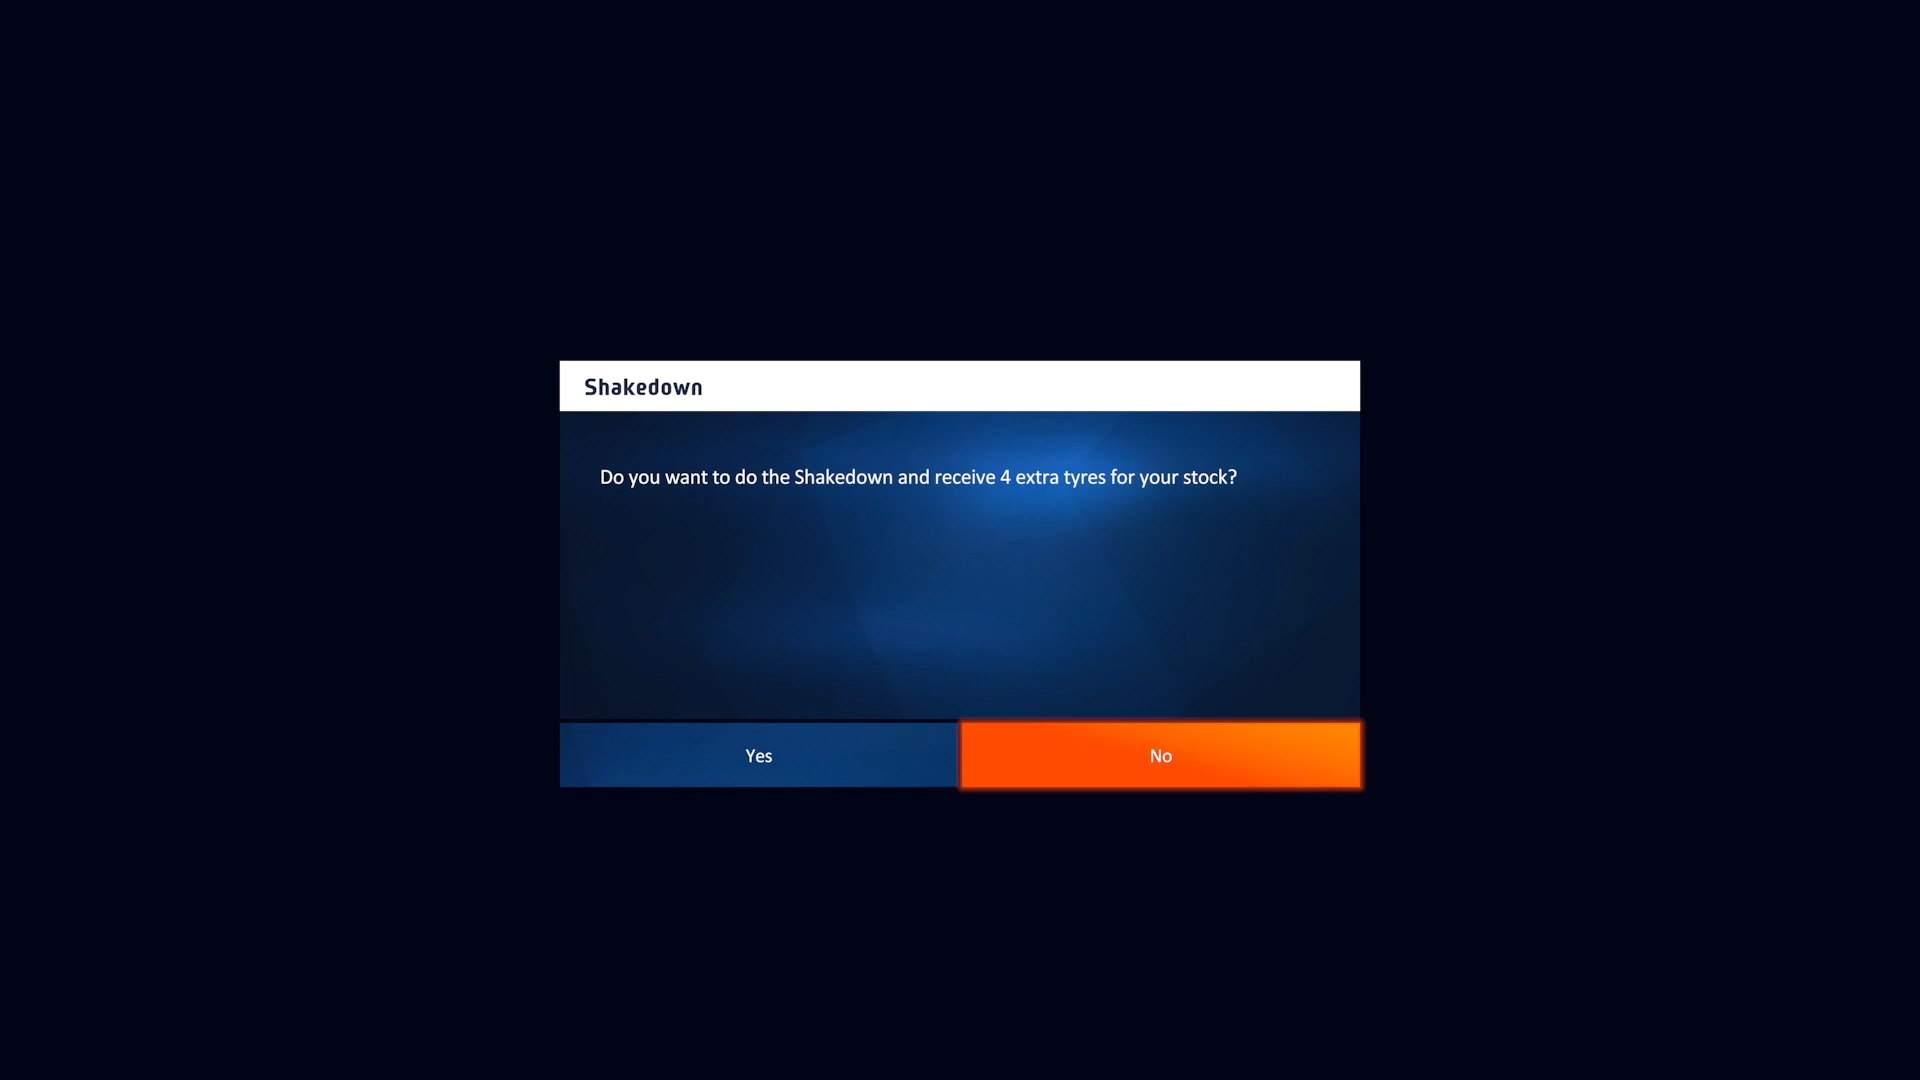 Shakedown
Do you want to do the Shakedown and receive 4 extra tyres for your stock?
Yes
No